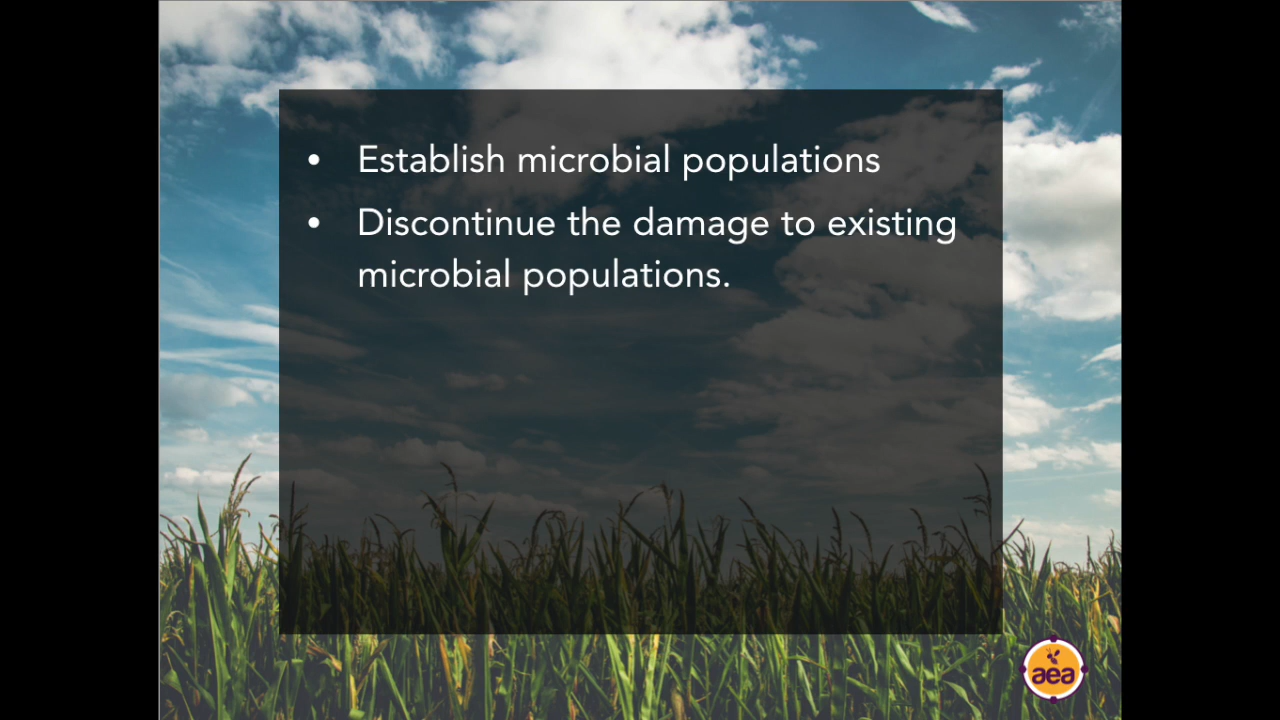 • Establish microbial populations
• Discontinue the damage to existing
microbial populations.
aea